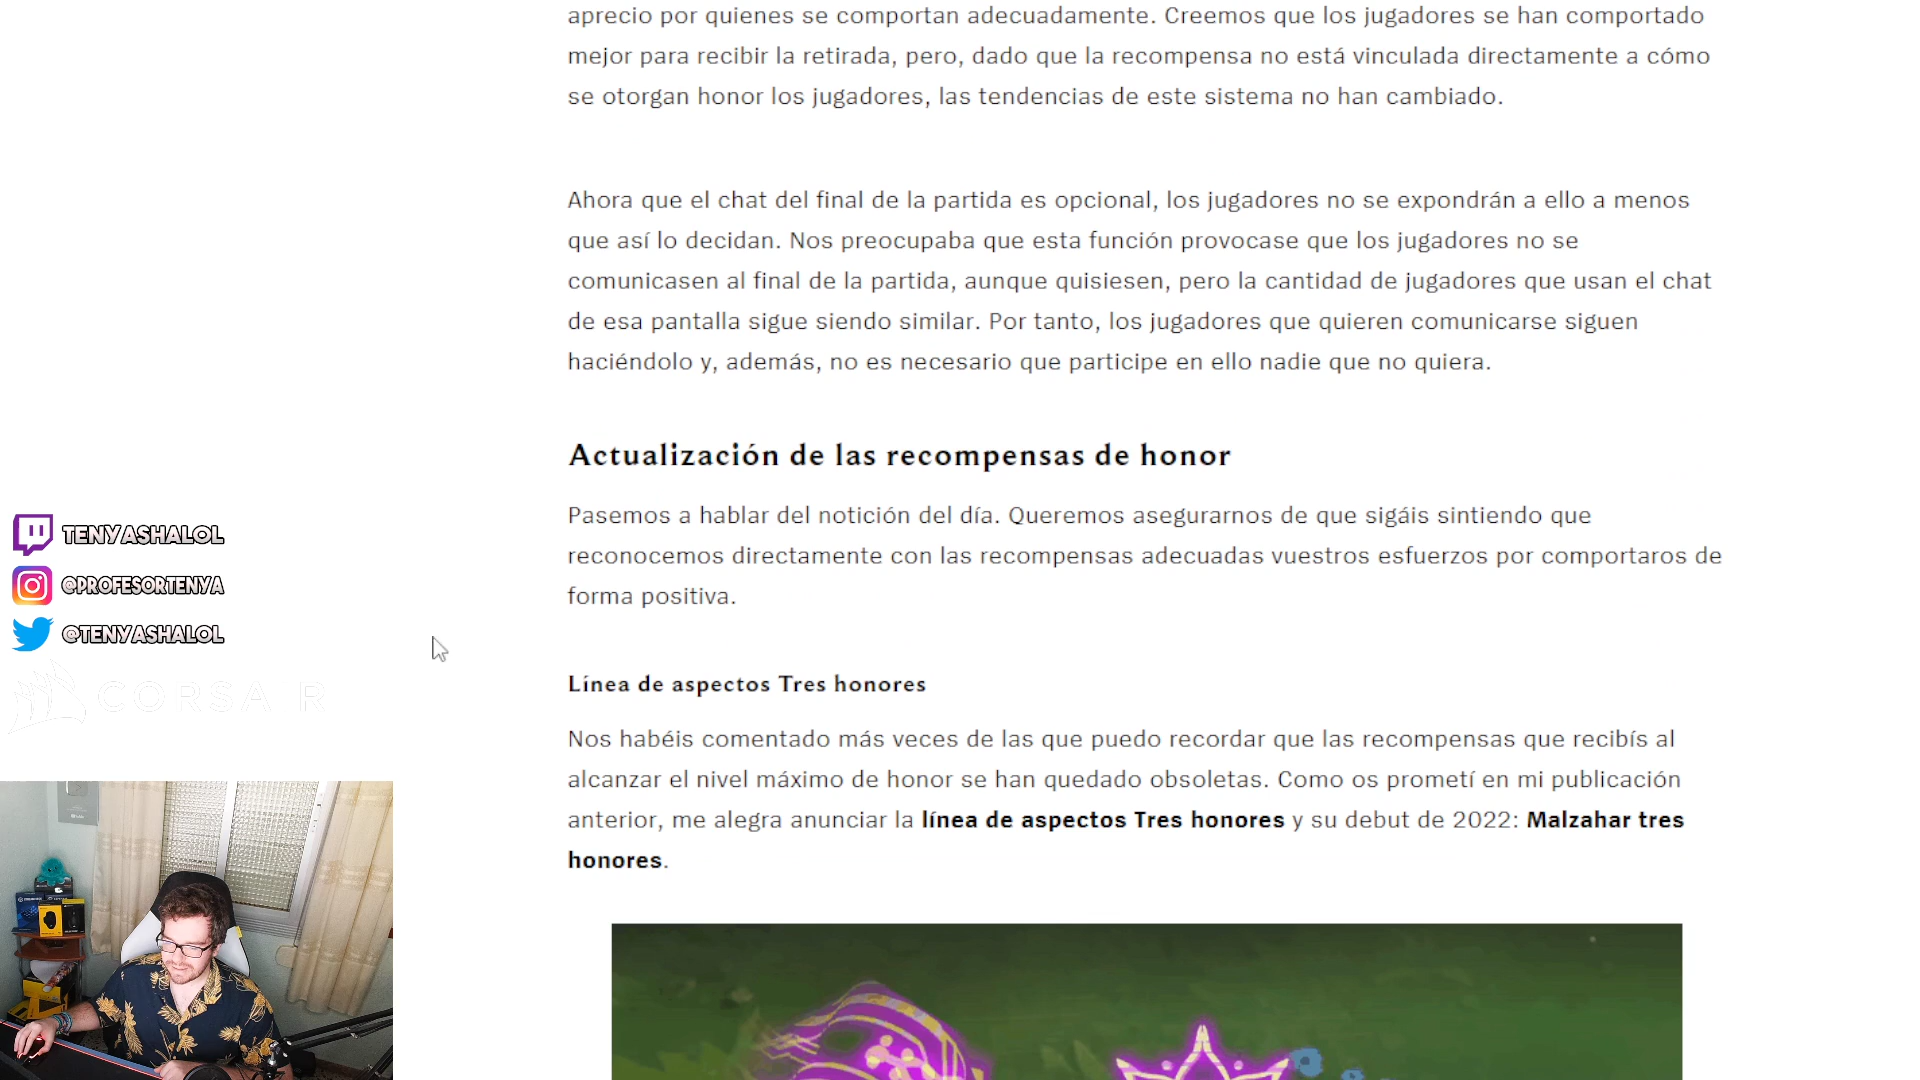 aprecio por quienes se comportan adecuadamente. Creemos que los jugadores se han comportado
mejor para recibir la retirada, pero, dado que la recompensa no está vinculada directamente a cómo
se otorgan honor los jugadores, las tendencias de este sistema no han cambiado.
Ahora que el chat del final de la partida es opcional, los jugadores no se expondrán a ello a menos
que así lo decidan. Nos preocupaba que esta función provocase que los jugadores no se
comunicasen al final de la partida, aunque quisiesen, pero la cantidad de jugadores que usan el chat
de esa pantalla sigue siendo similar. Por tanto, los jugadores que quieren comunicarse siguen
haciéndolo y, además, no es necesario que participe en ello nadie que no quiera.
Actualización de las recompensas de honor
Pasemos a hablar del notición del día. Queremos asegurarnos de que sigáis sintiendo que
reconocemos directamente con las recompensas adecuadas vuestros esfuerzos por comportaros de
forma positiva.
Línea de aspectos Tres honores
Nos habéis comentado más veces de las que puedo recordar que las recompensas que recibís al
alcanzar el nivel máximo de honor se han quedado obsoletas. Como os prometí en mi publicación
anterior, me alegra anunciar la línea de aspectos Tres honores y su debut de 2022: Malzahar tres
honores.
TENYASHALOL
@PROFESORTENYA
@TENYASHALOL
CORSA R